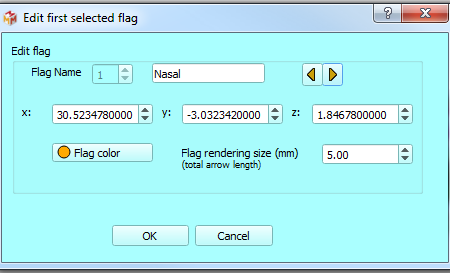 Edit first selected flag
Edit flag
Flag Name 1 Nasal
x: 30.5234780000 y: -3.0323420000 z: 1.8467800000
Flag color Flag rendering size (mm) 5.00
(total arrow length)
OK Cancel